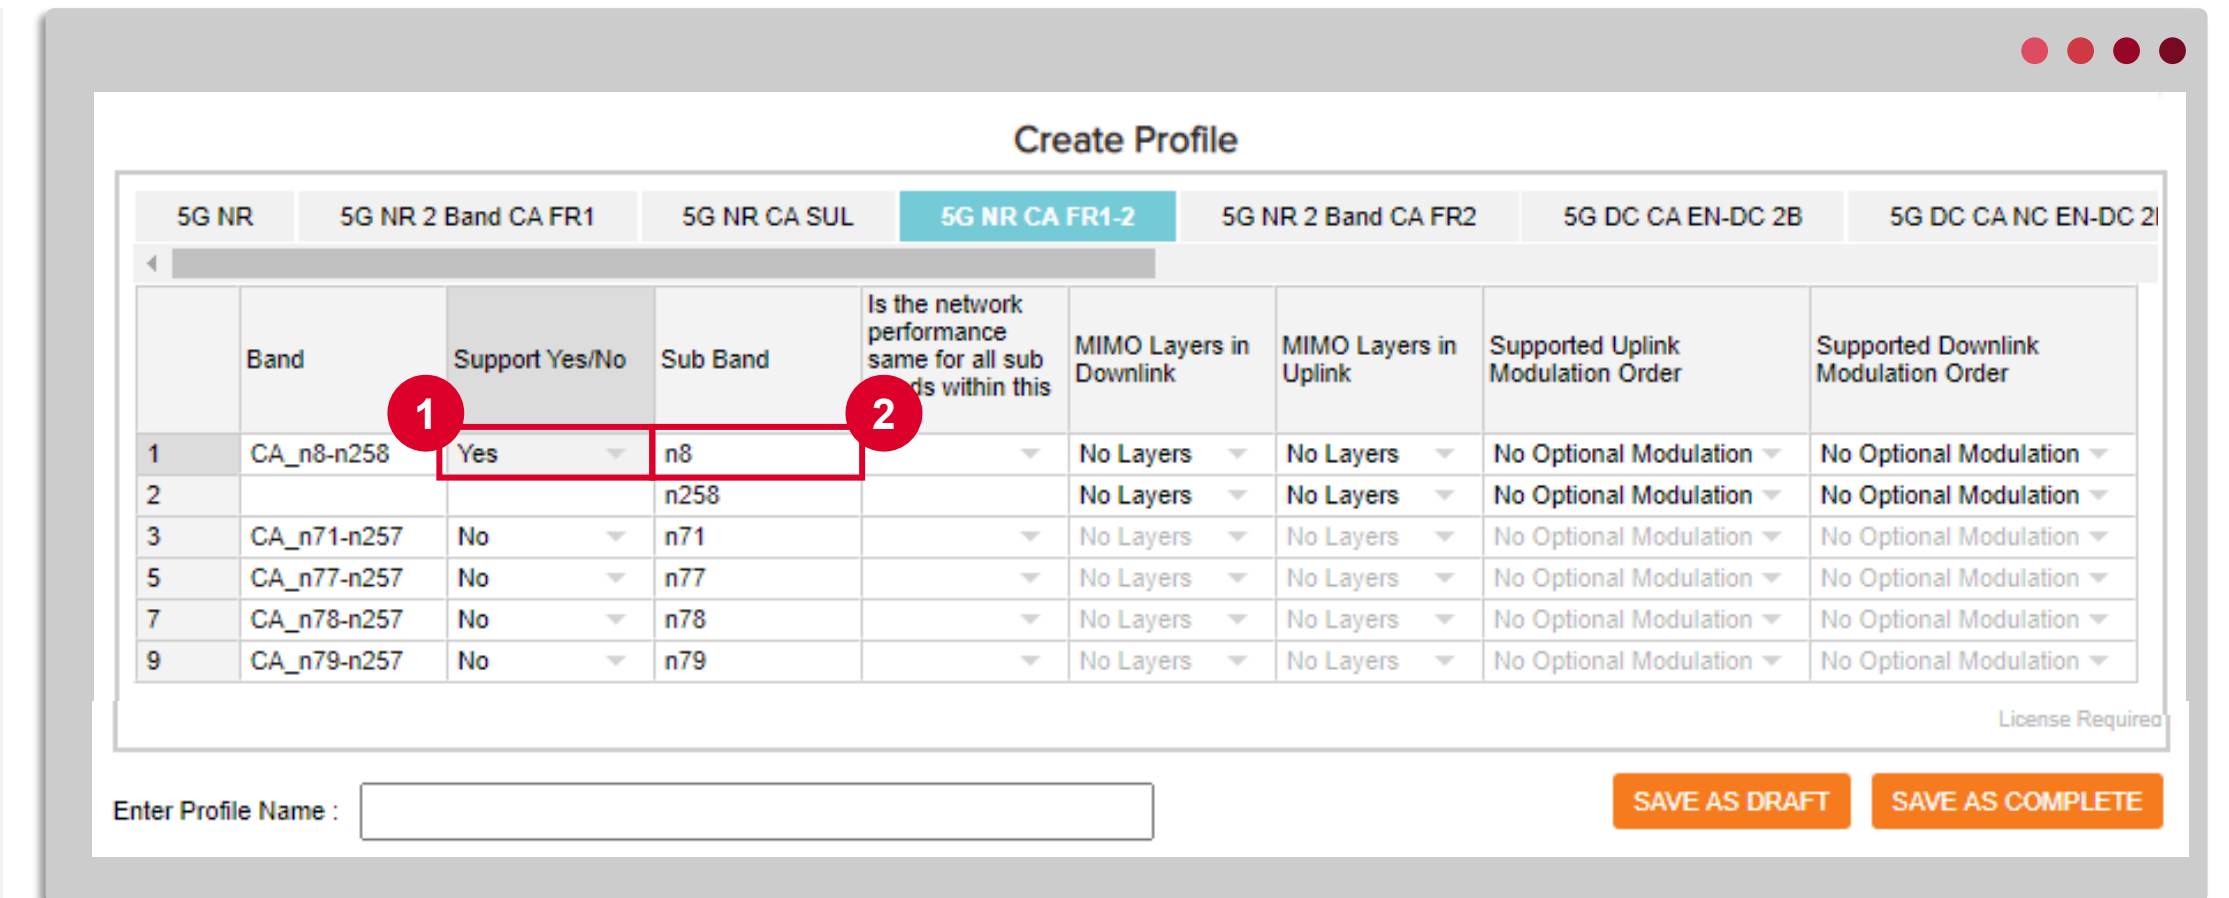 Create Profile
5G NR 5G NR 2 Band CA FR1 5G NR CA SUL 5G NR CA FR1-2 5G NR 2 Band CA FR2 5G DC CA EN-DC 2B 5G DC CA NC EN-DC
Band Support Yes/No Sub Band Is the network performance same for all sub within this MIMO Layers in Downlink MIMO Layers in Uplink Supported Uplink Modulation Order Supported Downlink Modulation Order
1 2
1 CA_n8-n258 Yes n8 No Layers No Layers No Optional Modulation No Optional Modulation
2 n258 No Layers No Layers No Optional Modulation No Optional Modulation
3 CA_n71-n257 No n71 No Layers No Layers No Optional Modulation No Optional Modulation
5 CA_n77-n257 No n77 No Layers No Layers No Optional Modulation No Optional Modulation
7 CA_n78-n257 No n78 No Layers No Layers No Optional Modulation No Optional Modulation
9 CA_n79-n257 No n79 No Layers No Layers No Optional Modulation No Optional Modulation
License Required
Enter Profile Name :
SAVE AS DRAFT SAVE AS COMPLETE